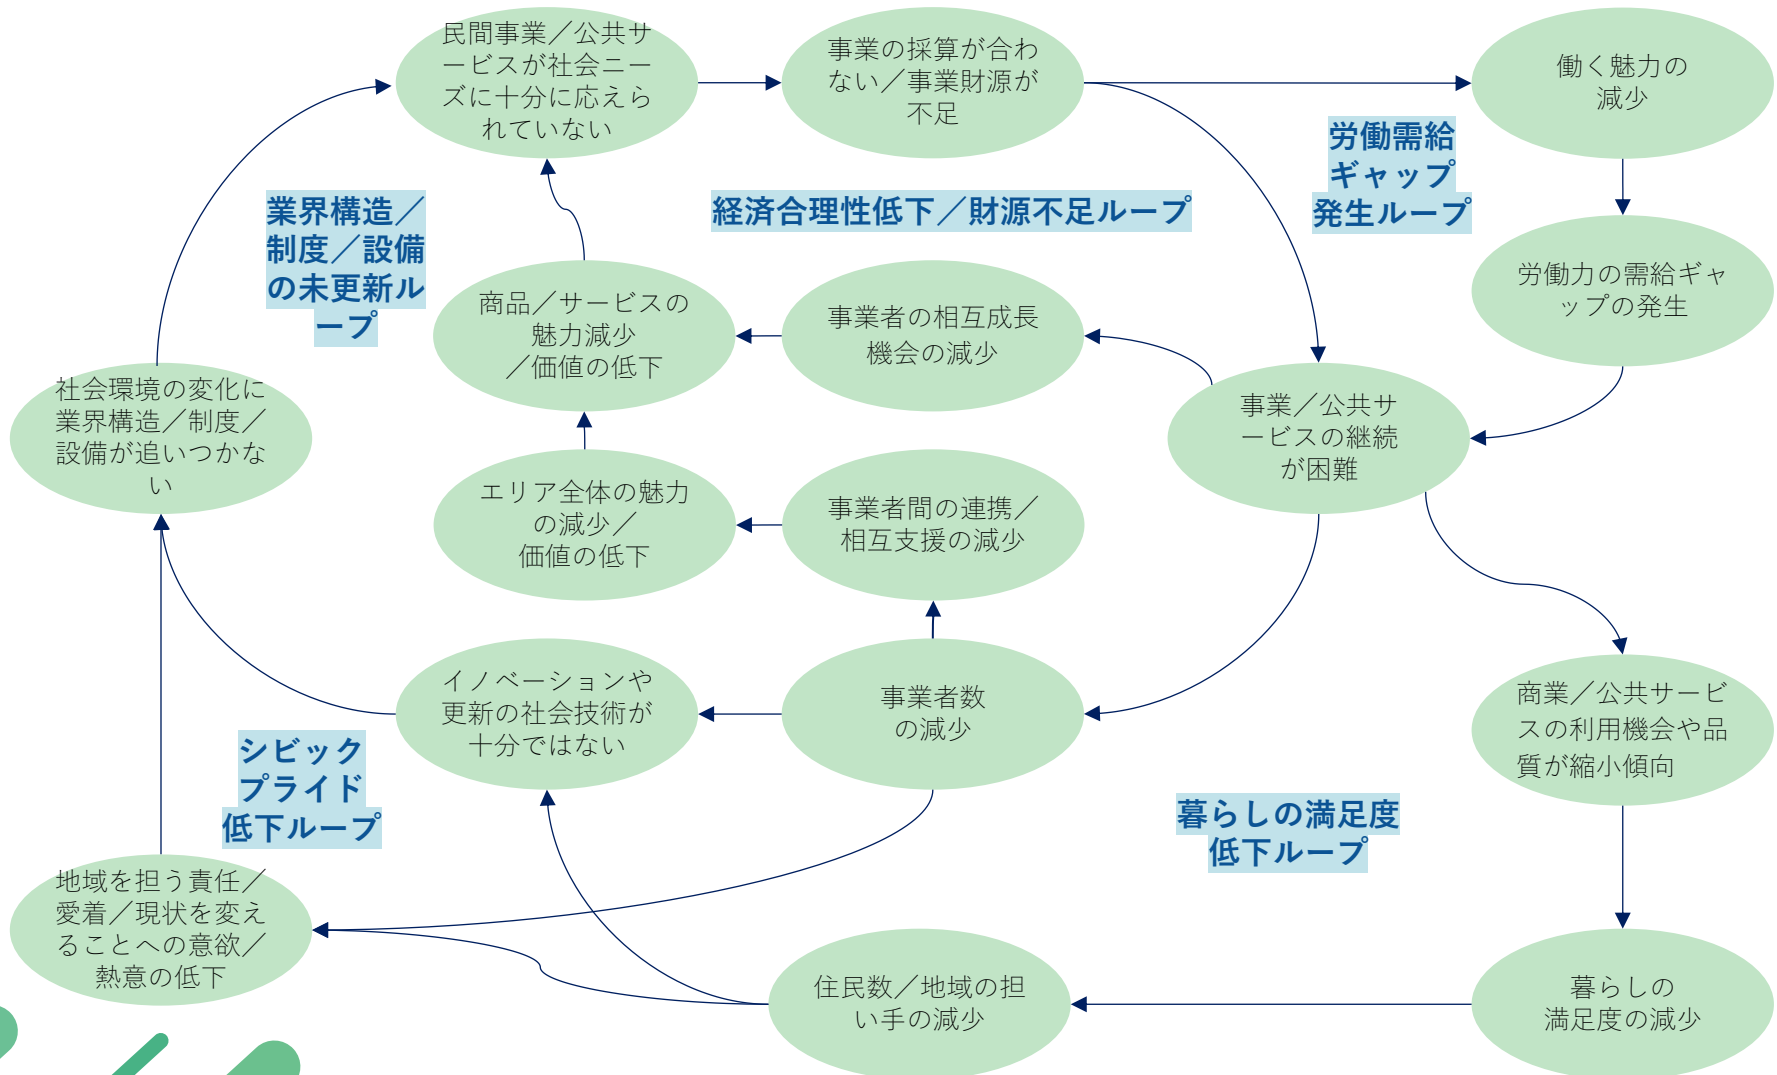 民間事業／公共サ
ービスが社会ニー
ズに十分に応えら
れていない
事業の採算が合わ
ない／事業財源が
不足
働く魅力の
減少
労働需給
ギャップ
発生ループ
業界構造／
制度／設備
の未更新ル
ープ
経済合理性低下／財源不足ループ
労働力の需給ギャ
ップの発生
商品／サービスの
魅力減少
／価値の低下
事業者の相互成長
機会の減少
社会環境の変化に
業界構造／制度／
設備が追いつかな
い
事業／公共サ
ービスの継続
が困難
エリア全体の魅力
の減少／
価値の低下
事業者間の連携／
相互支援の減少
イノベーションや
更新の社会技術が
十分ではない
事業者数
の減少
商業／公共サービ
スの利用機会や品
質が縮小傾向
シビック
プライド
低下ループ
暮らしの満足度
低下ループ
地域を担う責任／
愛着／現状を変え
ることへの意欲／
熱意の低下
住民数／地域の担
い手の減少
暮らしの
満足度の減少